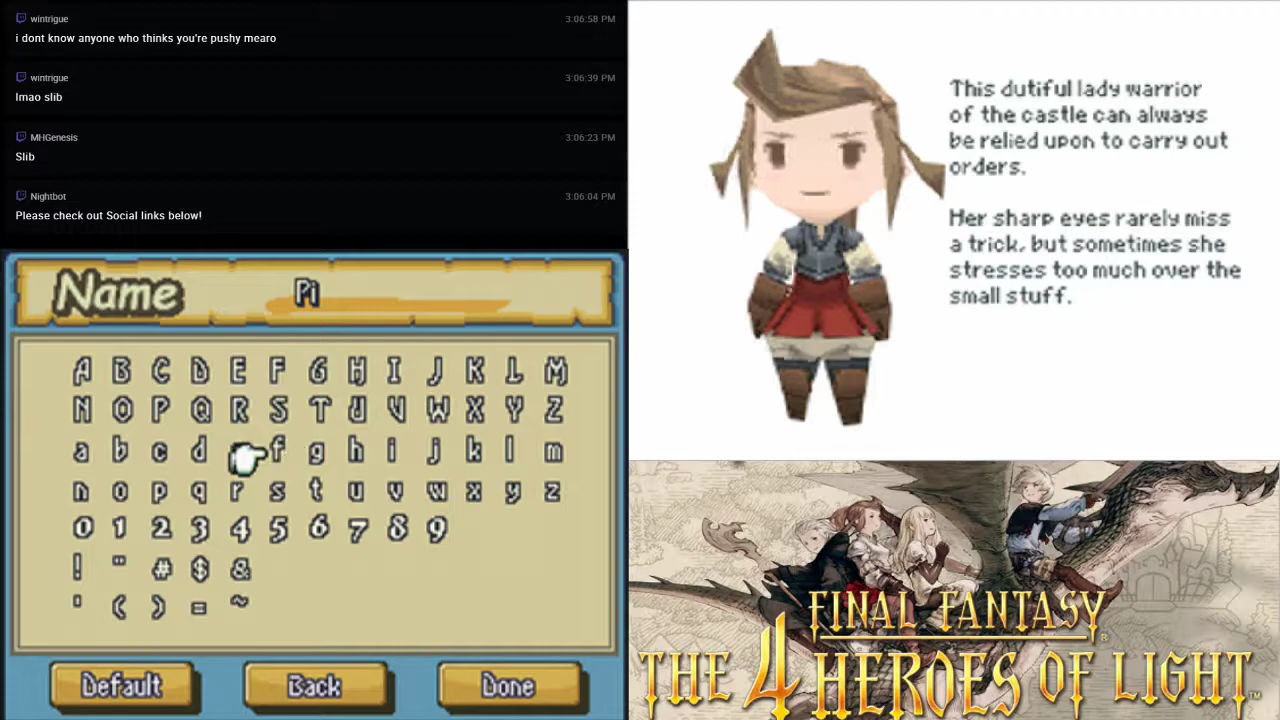 wintrigue 3:06:58 PM
i dont know anyone who thinks you're pushy mearo
wintrigue 3:06:39 PM
lmao slib
MHGenesis 3:06:23 PM
Slib
Nightbot 3:06:04 PM
Please check out Social links below!
Name Pi
A B C D E F G H I J K L M
N O P Q R S T U V W X Y Z
a b c d f g h i j k l m
n o p q r s t u v w x y z
0 1 2 3 4 5 6 7 8 9
! " # $ &
' ( ) = ~
Default Back Done
This dutiful lady warrior
of the castle can always
be relied upon to carry out
orders.
Her sharp eyes rarely miss
a trick, but sometimes she
stresses too much over the
small stuff.
FINAL FANTASY®
THE 4 HEROES OF LIGHT™